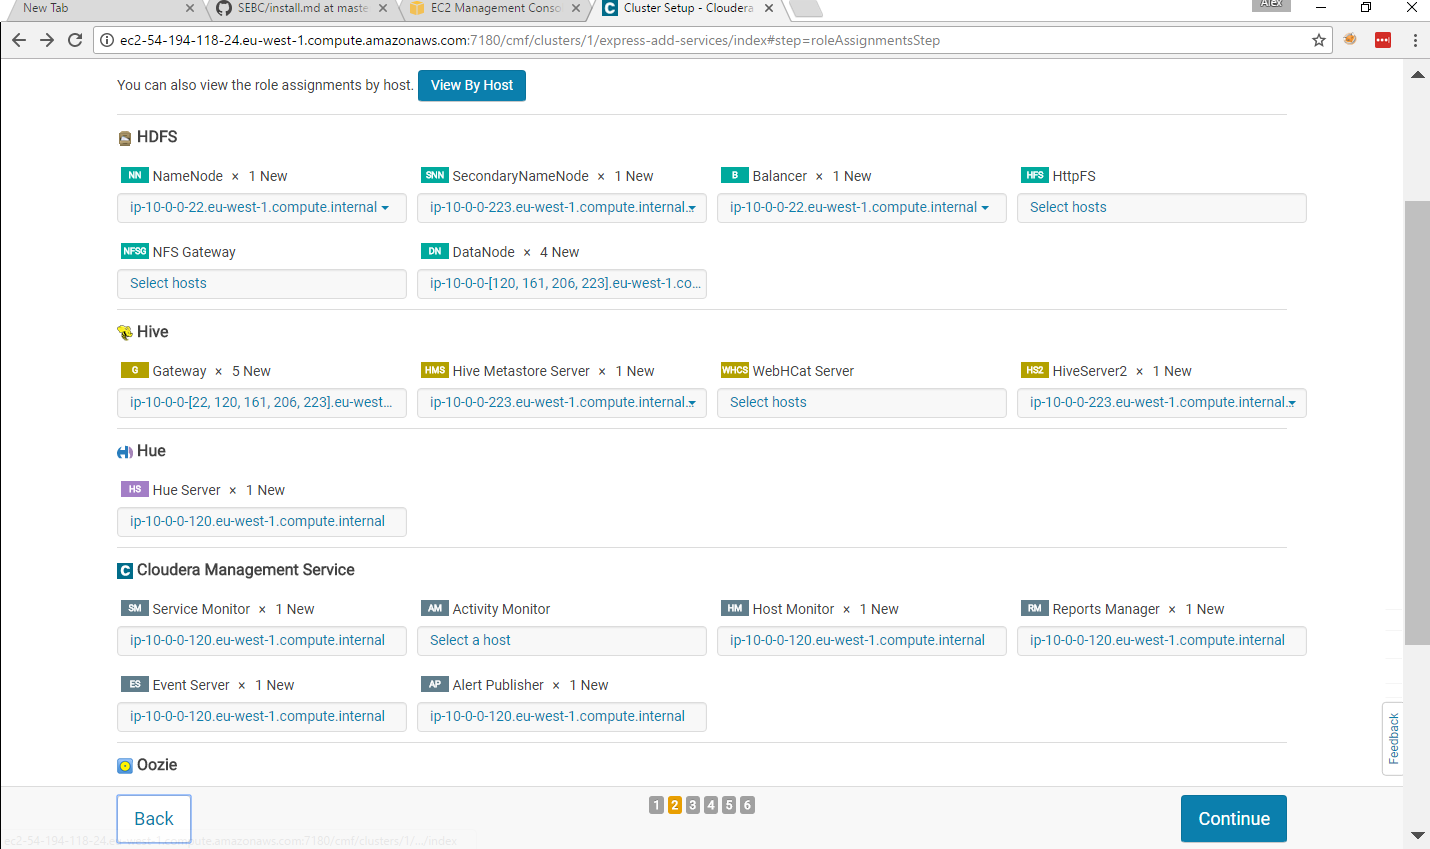 New Tab
SEBC/install.md at maste
EC2 Management Conso
Cluster Setup - Cloudera
Alex
ec2-54-194-118-24.eu-west-1.compute.amazonaws.com:7180/cmf/clusters/1/express-add-services/index#step=roleAssignmentsStep
You can also view the role assignments by host. View By Host
HDFS
NN NameNode × 1 New
SNN SecondaryNameNode × 1 New
B Balancer × 1 New
HFS HttpFS
ip-10-0-0-22.eu-west-1.compute.internal
ip-10-0-0-223.eu-west-1.compute.internal...
ip-10-0-0-22.eu-west-1.compute.internal
Select hosts
NFSG NFS Gateway
DN DataNode × 4 New
Select hosts
ip-10-0-0-[120, 161, 206, 223].eu-west-1.co...
Hive
G Gateway × 5 New
HMS Hive Metastore Server × 1 New
WHCS WebHCat Server
HS2 HiveServer2 × 1 New
ip-10-0-0-[22, 120, 161, 206, 223].eu-west...
ip-10-0-0-223.eu-west-1.compute.internal...
Select hosts
ip-10-0-0-223.eu-west-1.compute.internal...
Hue
HS Hue Server × 1 New
ip-10-0-0-120.eu-west-1.compute.internal
C Cloudera Management Service
SM Service Monitor × 1 New
AM Activity Monitor
HM Host Monitor × 1 New
RM Reports Manager × 1 New
ip-10-0-0-120.eu-west-1.compute.internal
Select a host
ip-10-0-0-120.eu-west-1.compute.internal
ip-10-0-0-120.eu-west-1.compute.internal
ES Event Server × 1 New
AP Alert Publisher × 1 New
ip-10-0-0-120.eu-west-1.compute.internal
ip-10-0-0-120.eu-west-1.compute.internal
Feedback
Oozie
Back
1 2 3 4 5 6
Continue
ec2-54-194-118-24.eu-west-1.compute.amazonaws.com:7180/cmf/clusters/1/.../index